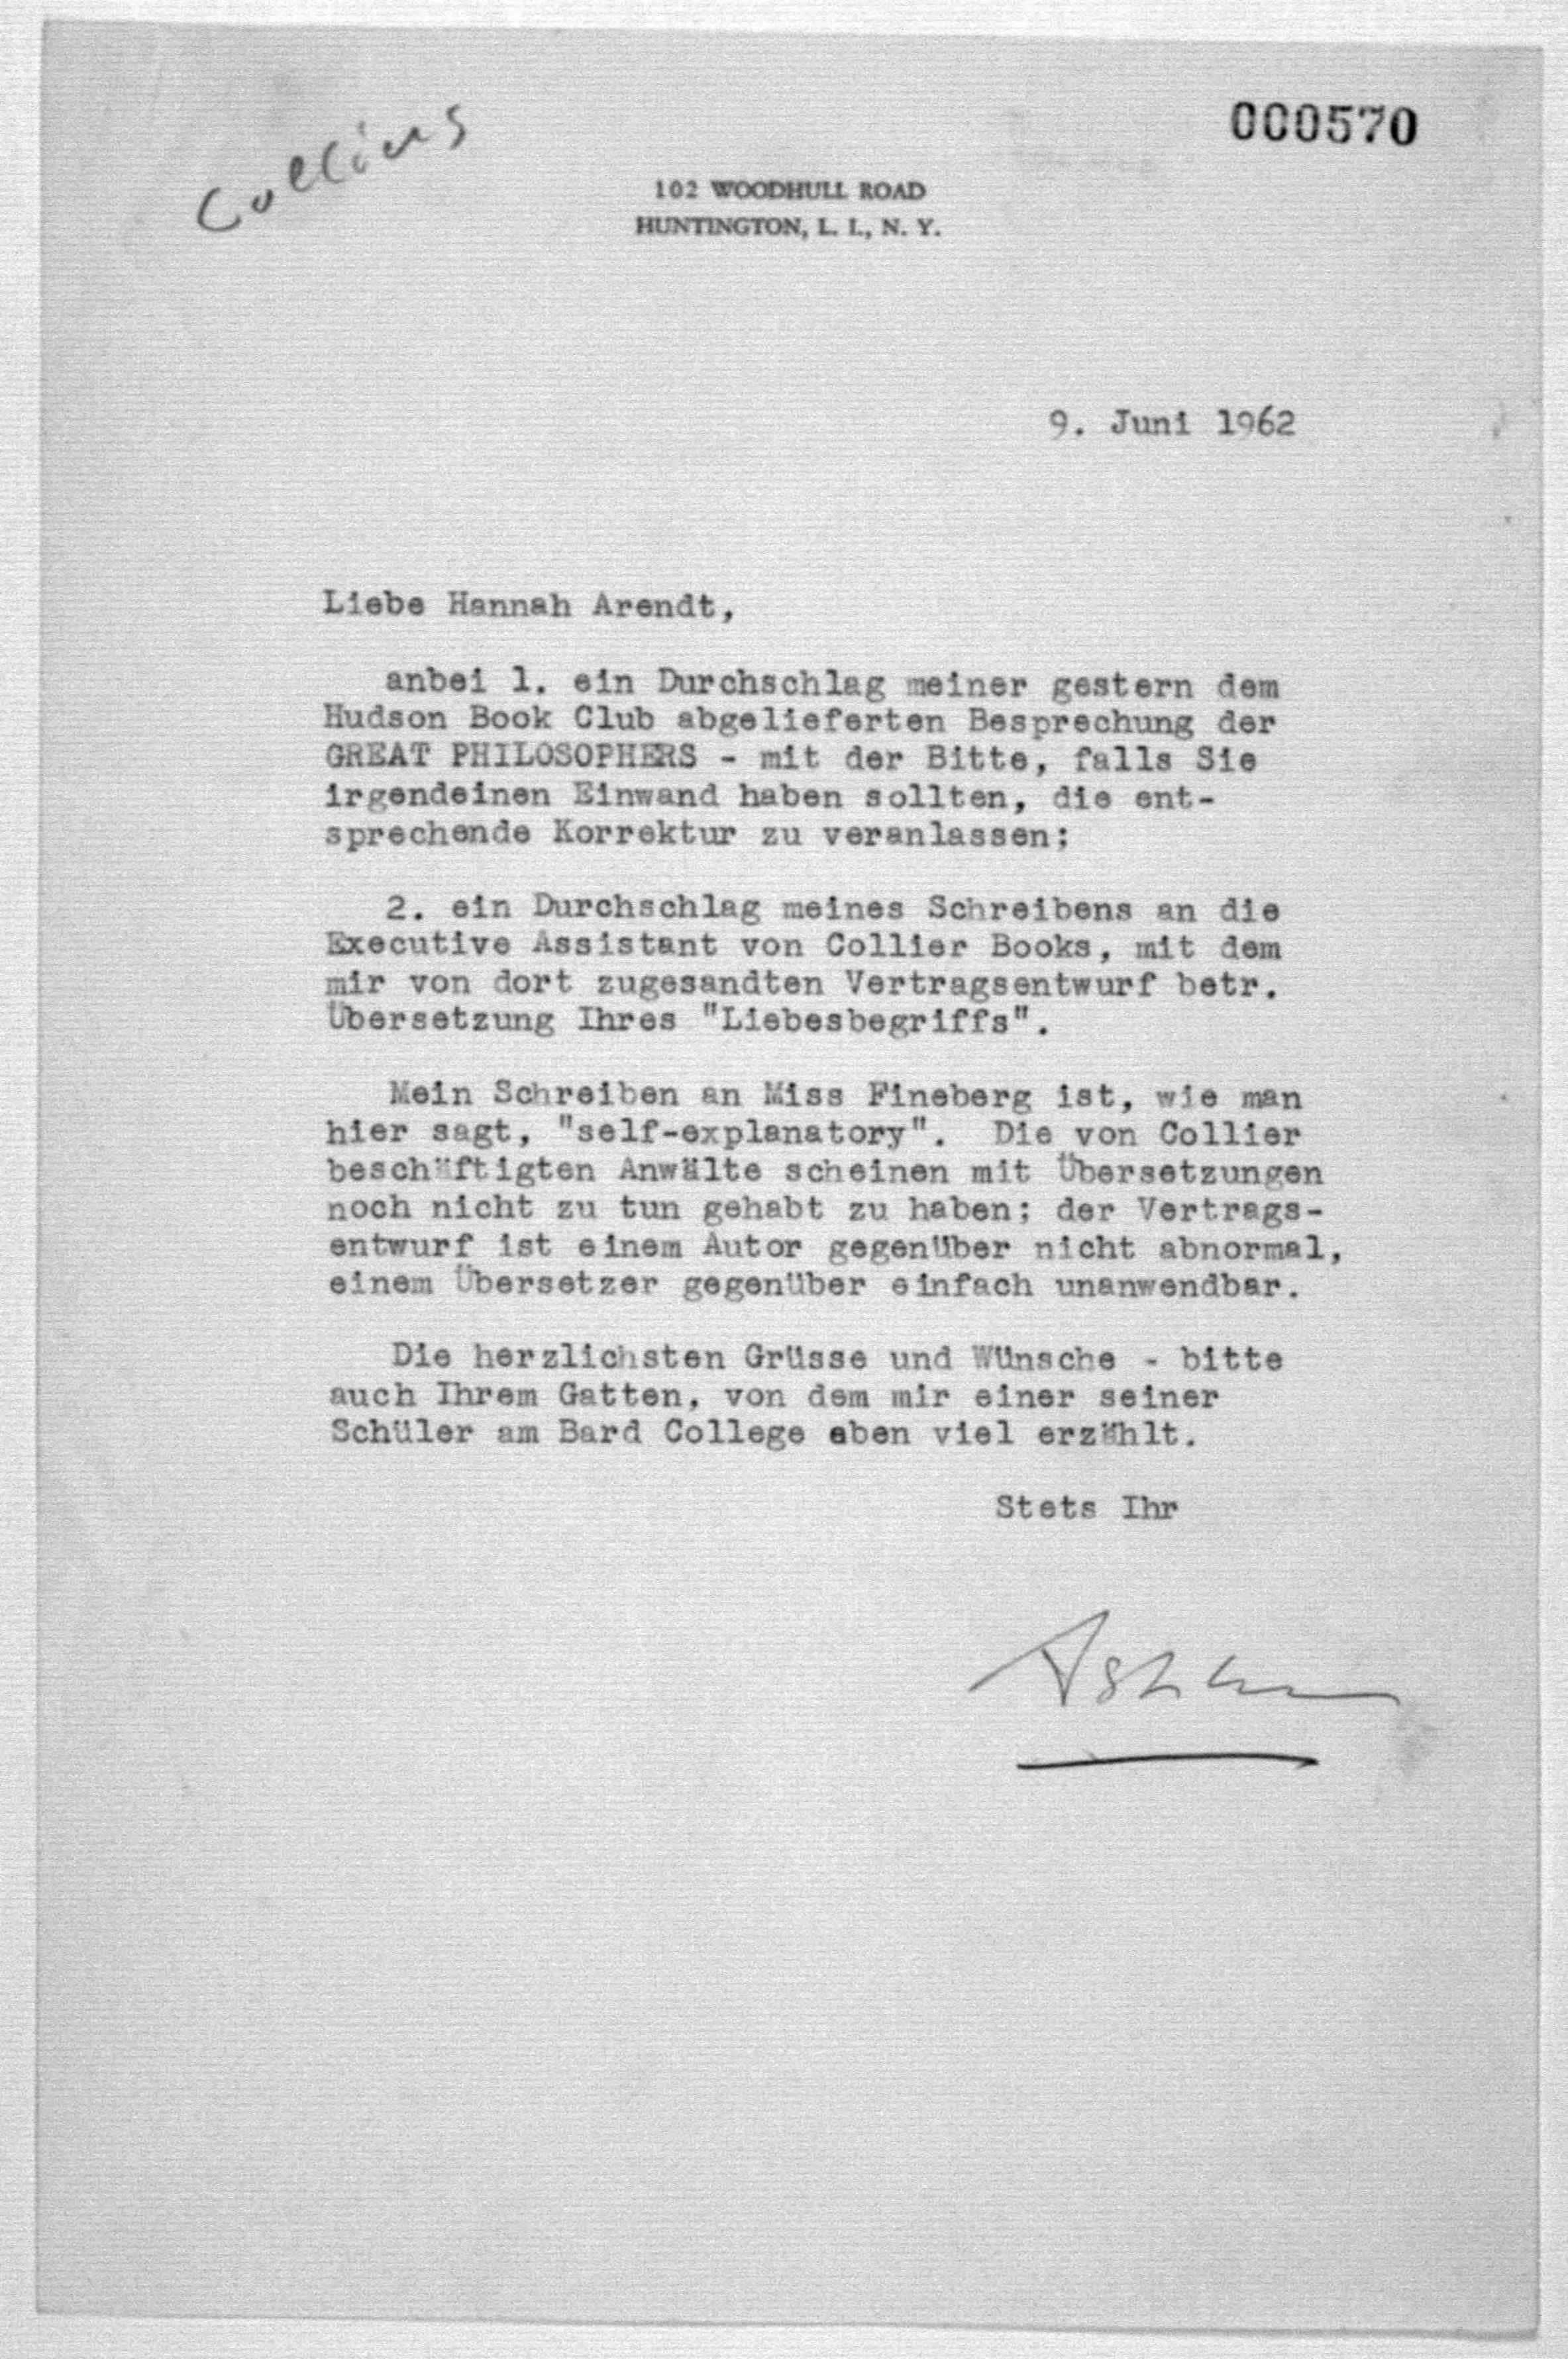 Collins
000570
102 WOODHULL ROAD
HUNTINGTON, L. I., N. Y.
9. Juni 1962
Liebe Hannah Arendt,
anbei 1. ein Durchschlag meiner gestern dem
Hudson Book Club abgelieferten Besprechung der
GREAT PHILOSOPHERS - mit der Bitte, falls Sie
irgendeinen Einwand haben sollten, die ent-
sprechende Korrektur zu veranlassen;
2. ein Durchschlag meines Schreibens an die
Executive Assistant von Collier Books, mit dem
mir von dort zugesandten Vertragsentwurf betr.
Übersetzung Ihres "Liebesbegriffs".
Mein Schreiben an Miss Fineberg ist, wie man
hier sagt, "self-explanatory". Die von Collier
beschäftigten Anwälte scheinen mit Übersetzungen
noch nicht zu tun gehabt zu haben; der Vertrags-
entwurf ist einem Autor gegenüber nicht abnormal,
einem Übersetzer gegenüber einfach unanwendbar.
Die herzlichsten Grüsse und Wünsche - bitte
auch Ihrem Gatten, von dem mir einer seiner
Schüler am Bard College eben viel erzählt.
Stets Ihr